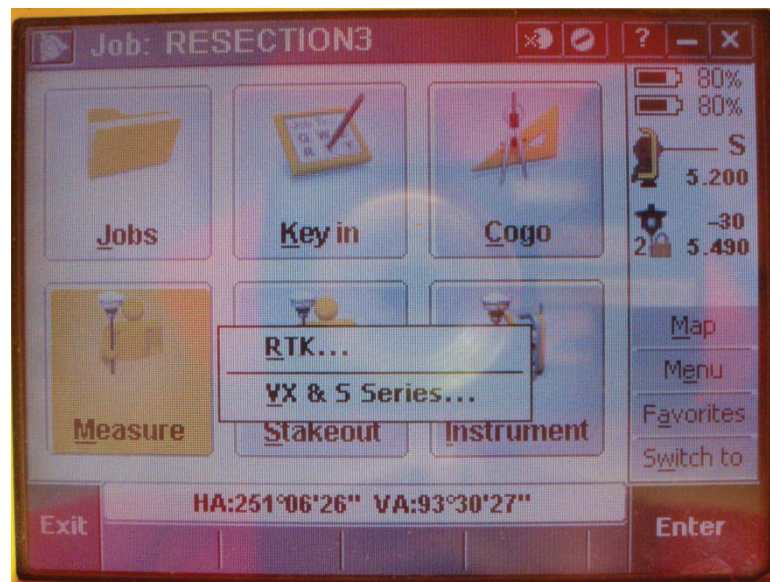 Job: RESECTION3
? – X
80%
80%
S
5.200
-30
2 5.490
Jobs
Key in
Cogo
Map
Menu
Favorites
Switch to
RTK...
VX & S Series...
Measure
Stakeout
Instrument
HA:251°06'26" VA:93°30'27"
Exit
Enter